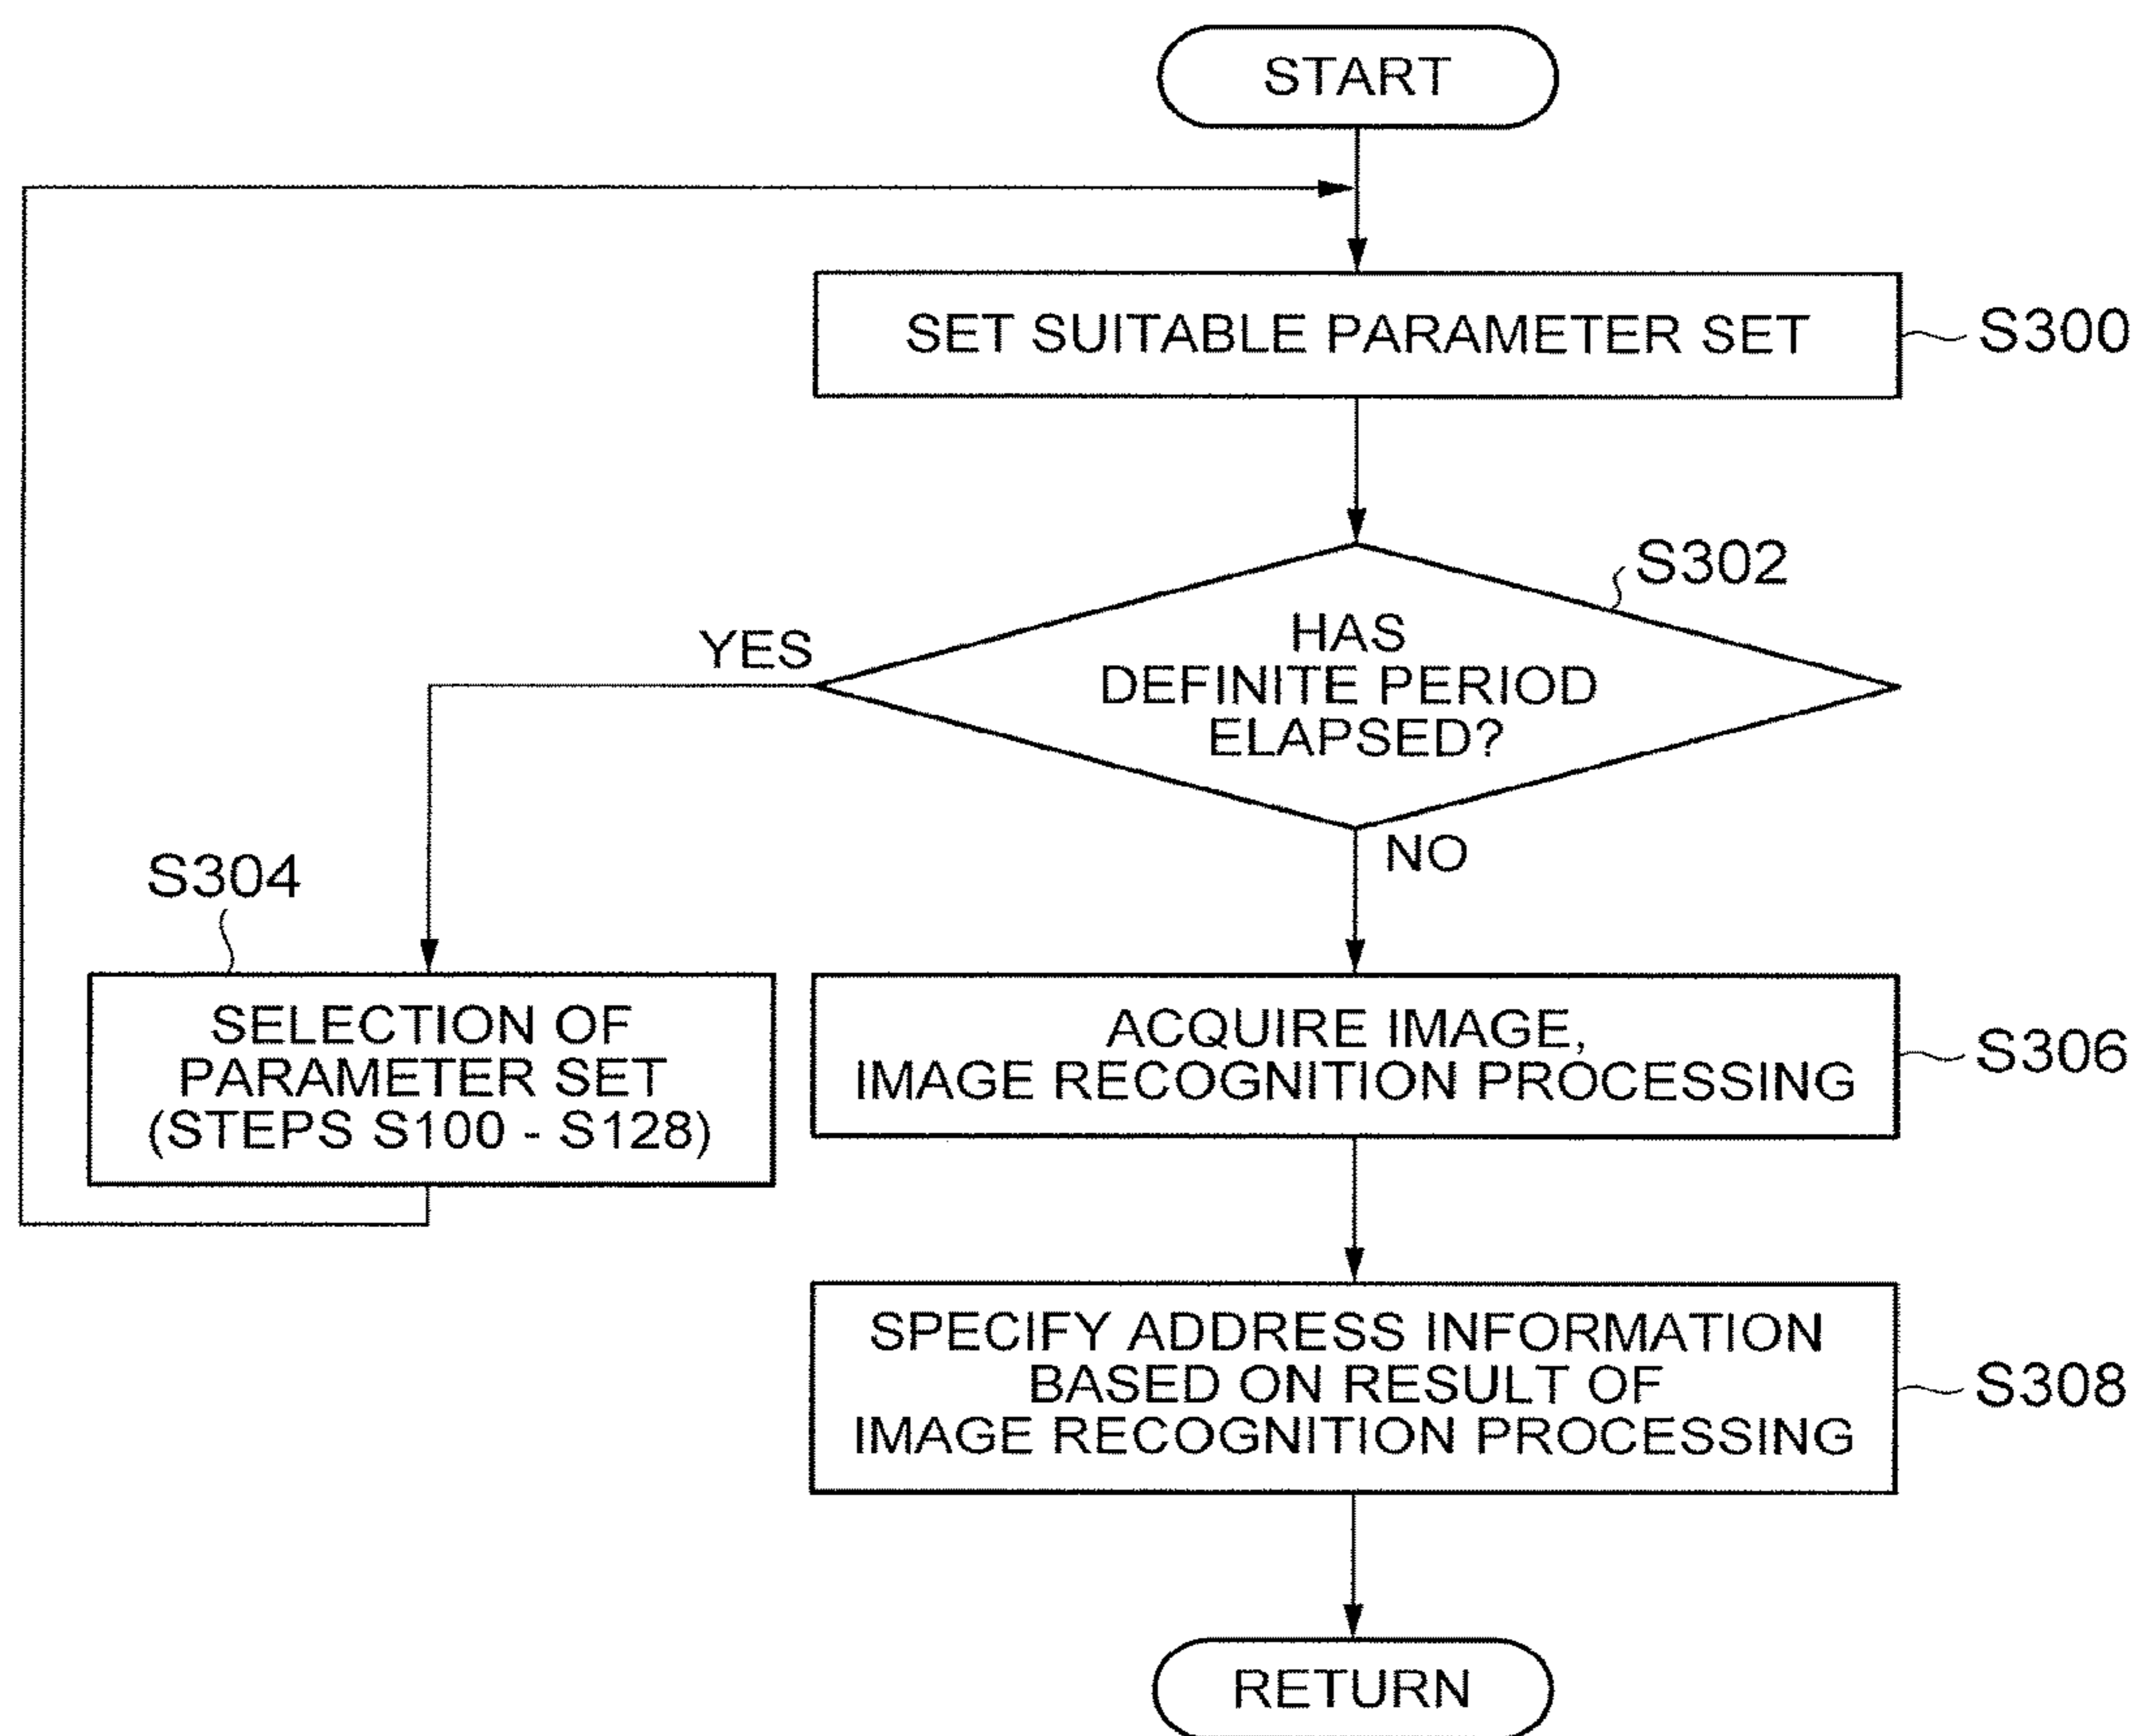 START
SET SUITABLE PARAMETER SET
S300
S302
HAS
DEFINITE PERIOD
ELAPSED?
YES
NO
S304
SELECTION OF
PARAMETER SET
(STEPS S100 - S128)
ACQUIRE IMAGE,
IMAGE RECOGNITION PROCESSING
S306
SPECIFY ADDRESS INFORMATION
BASED ON RESULT OF
IMAGE RECOGNITION PROCESSING
S308
RETURN